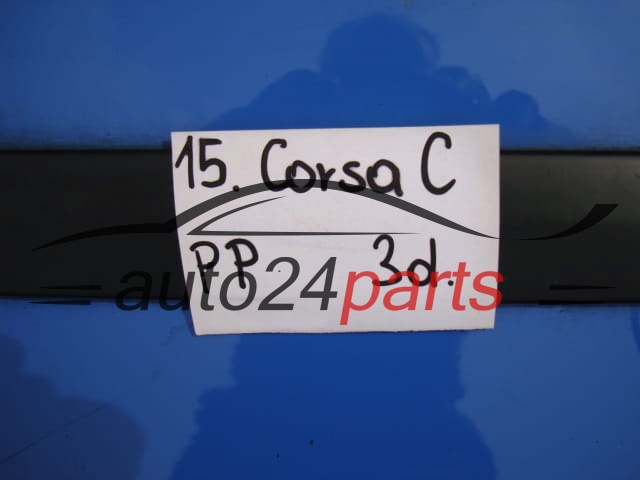 15. Corsa C
PP 3d.
auto24parts